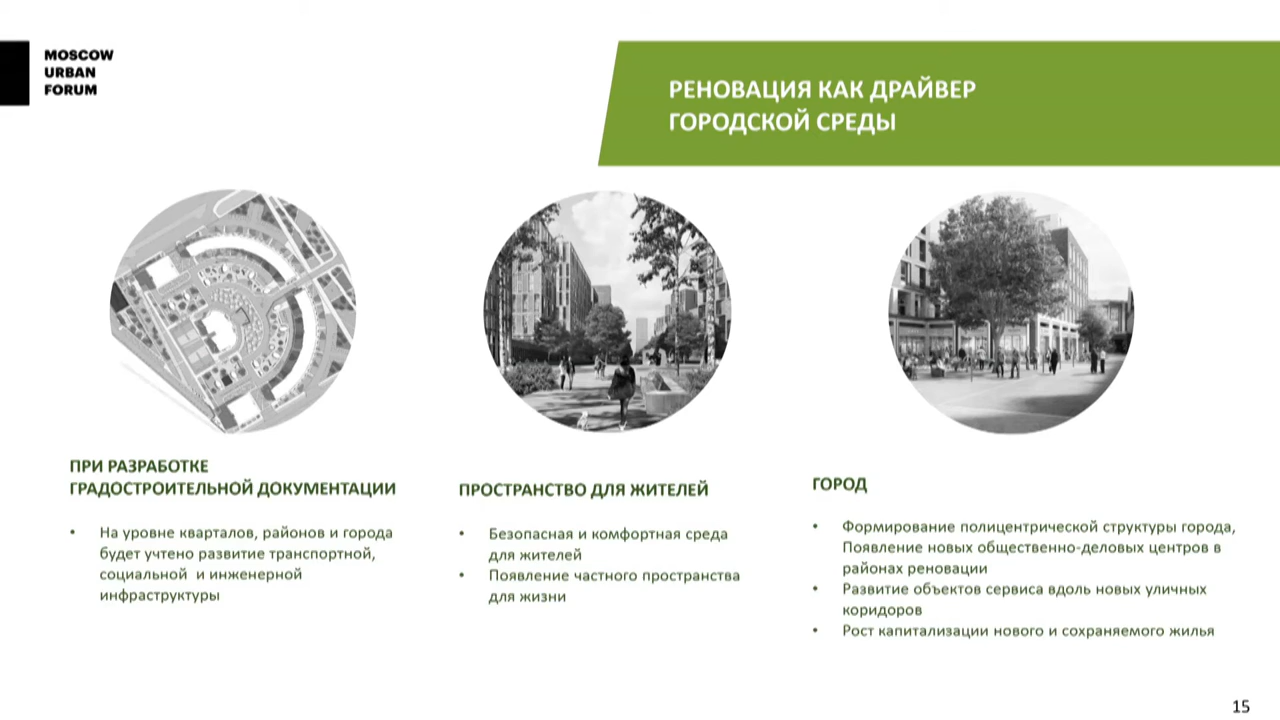 MOSCOW
URBAN
FORUM
РЕНОВАЦИЯ КАК ДРАЙВЕР
ГОРОДСКОЙ СРЕДЫ
ПРИ РАЗРАБОТКЕ
ГРАДОСТРОИТЕЛЬНОЙ ДОКУМЕНТАЦИИ
• На уровне кварталов, районов и города
будет учтено развитие транспортной,
социальной и инженерной
инфраструктуры
ПРОСТРАНСТВО ДЛЯ ЖИТЕЛЕЙ
• Безопасная и комфортная среда
для жителей
• Появление частного пространства
для жизни
ГОРОД
• Формирование полицентрической структуры города,
Появление новых общественно-деловых центров в
районах реновации
• Развитие объектов сервиса вдоль новых уличных
коридоров
• Рост капитализации нового и сохраняемого жилья
15